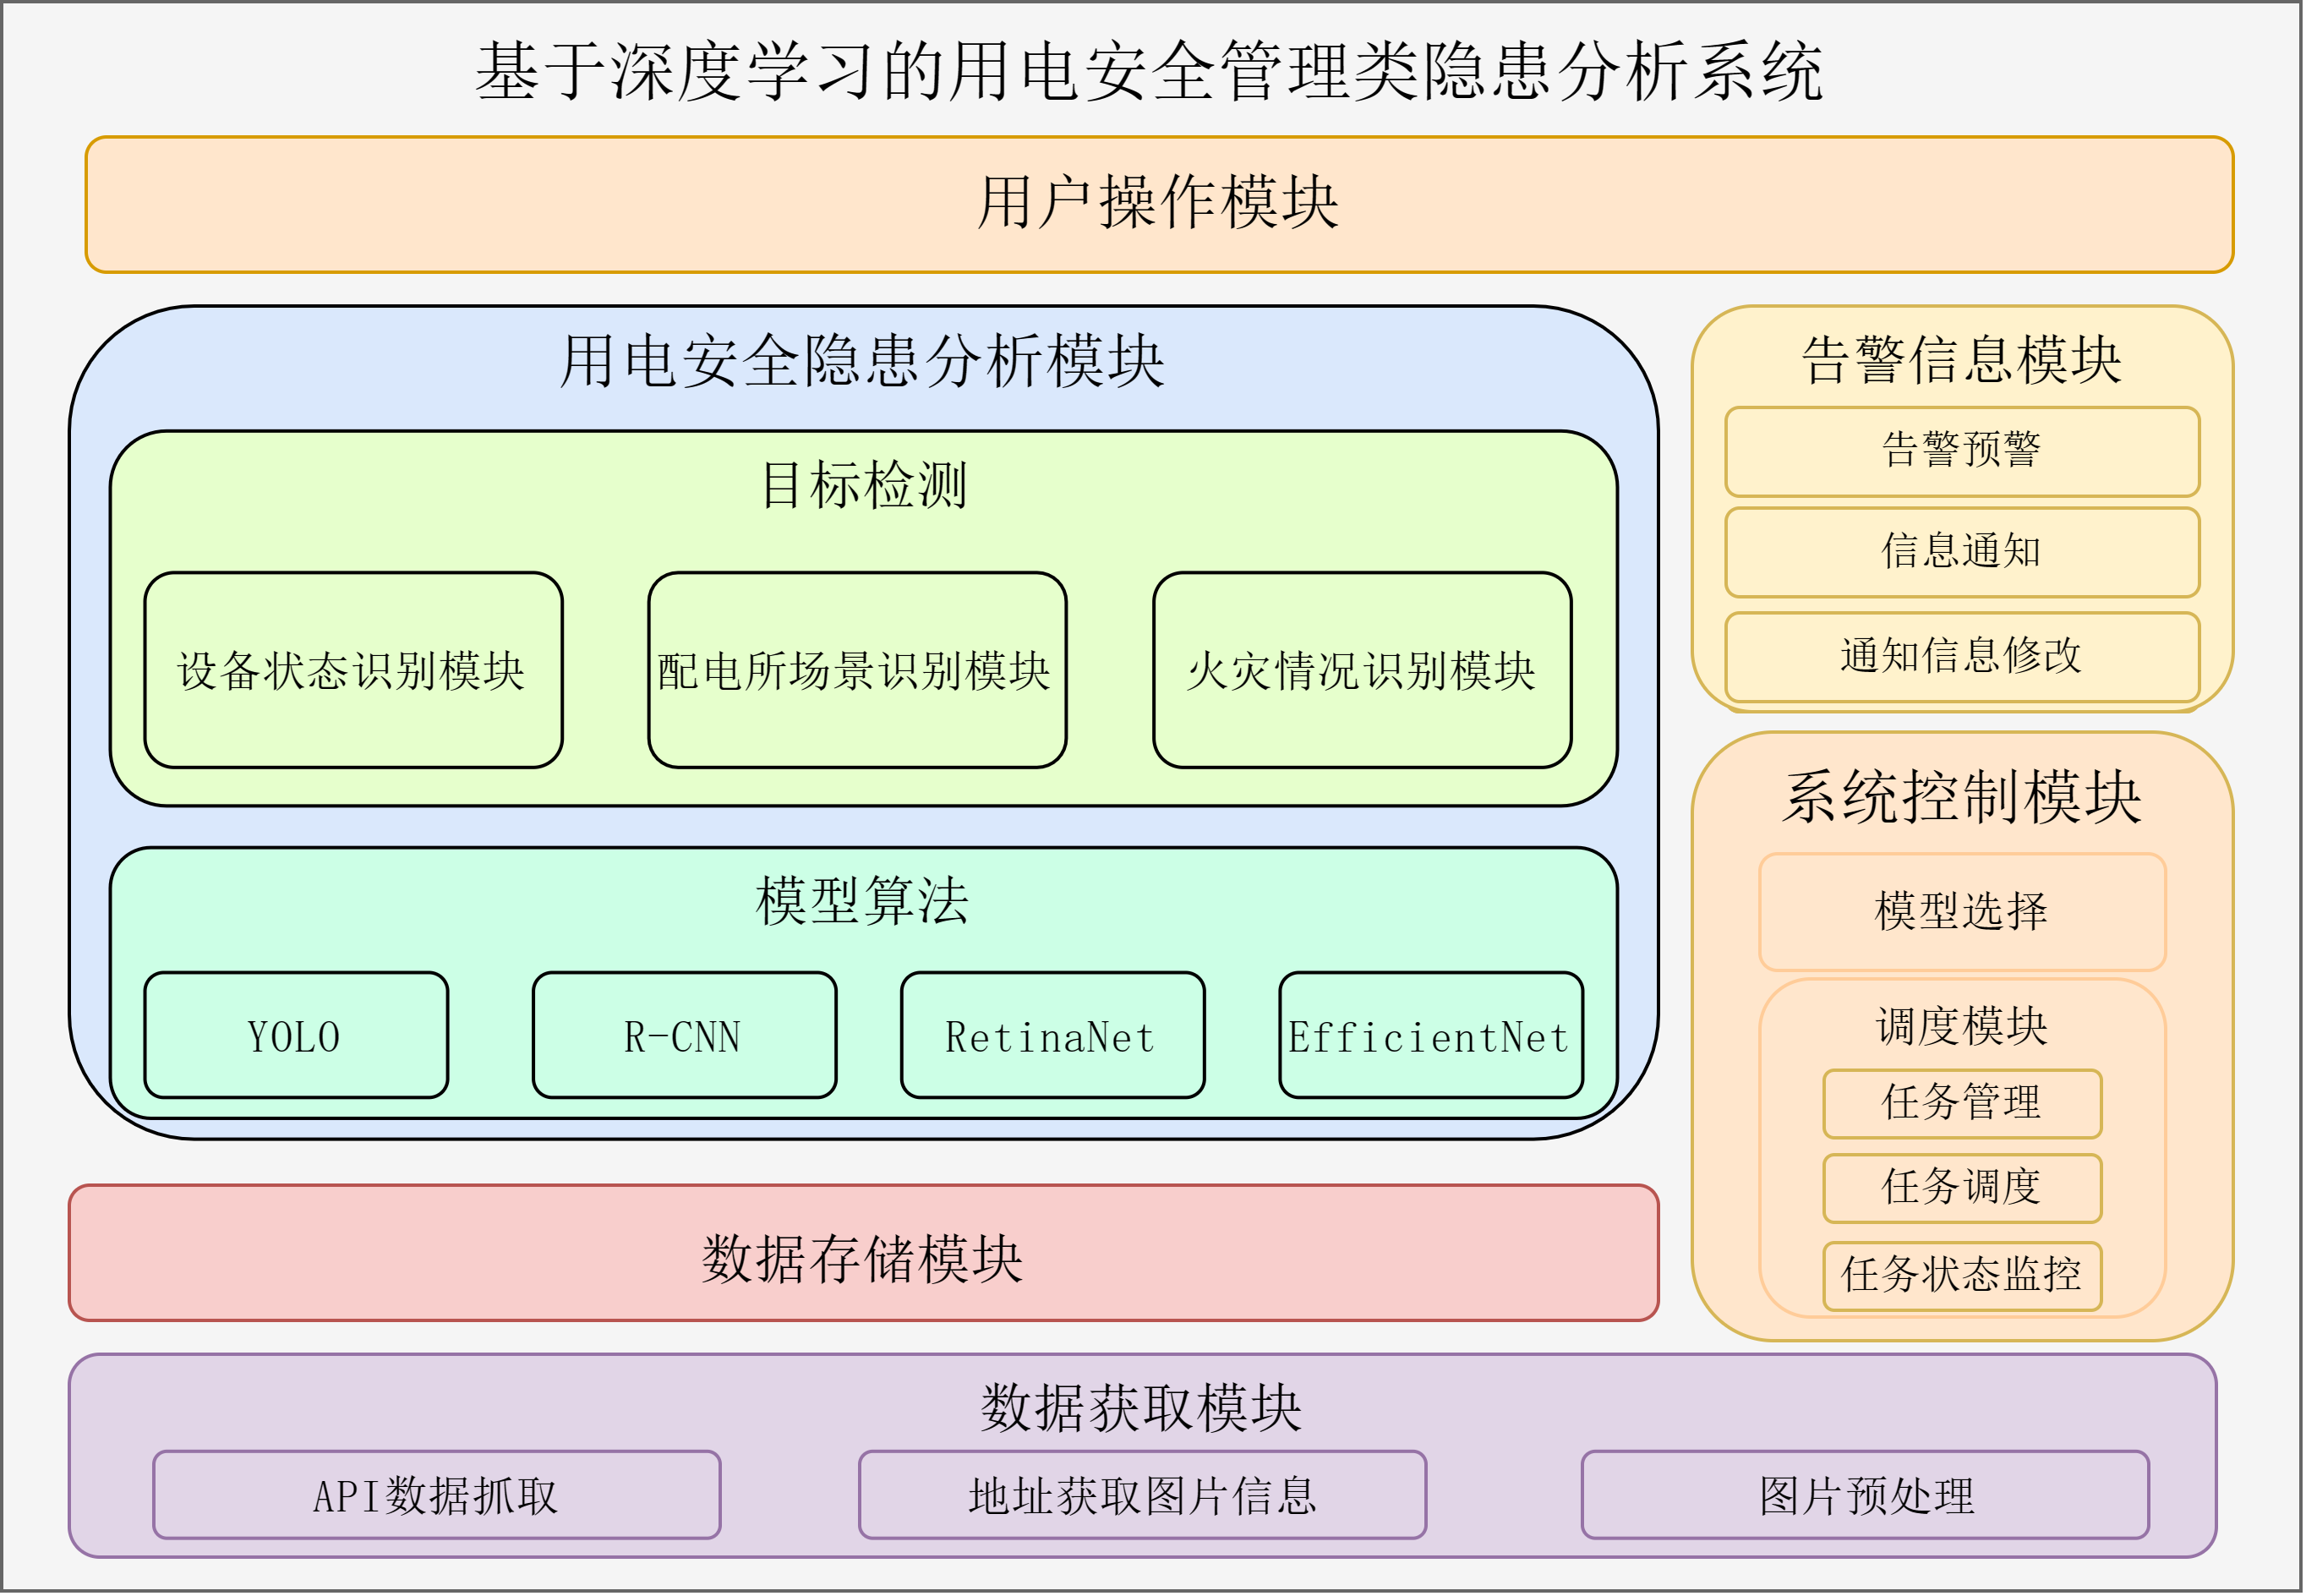 基于深度学习的用电安全管理类隐患分析系统
用户操作模块
用电安全隐患分析模块
目标检测
设备状态识别模块
配电所场景识别模块
火灾情况识别模块
模型算法
YOLO
R-CNN
RetinaNet
EfficientNet
告警信息模块
告警预警
信息通知
通知信息修改
系统控制模块
模型选择
调度模块
任务管理
任务调度
任务状态监控
数据存储模块
数据获取模块
API数据抓取
地址获取图片信息
图片预处理